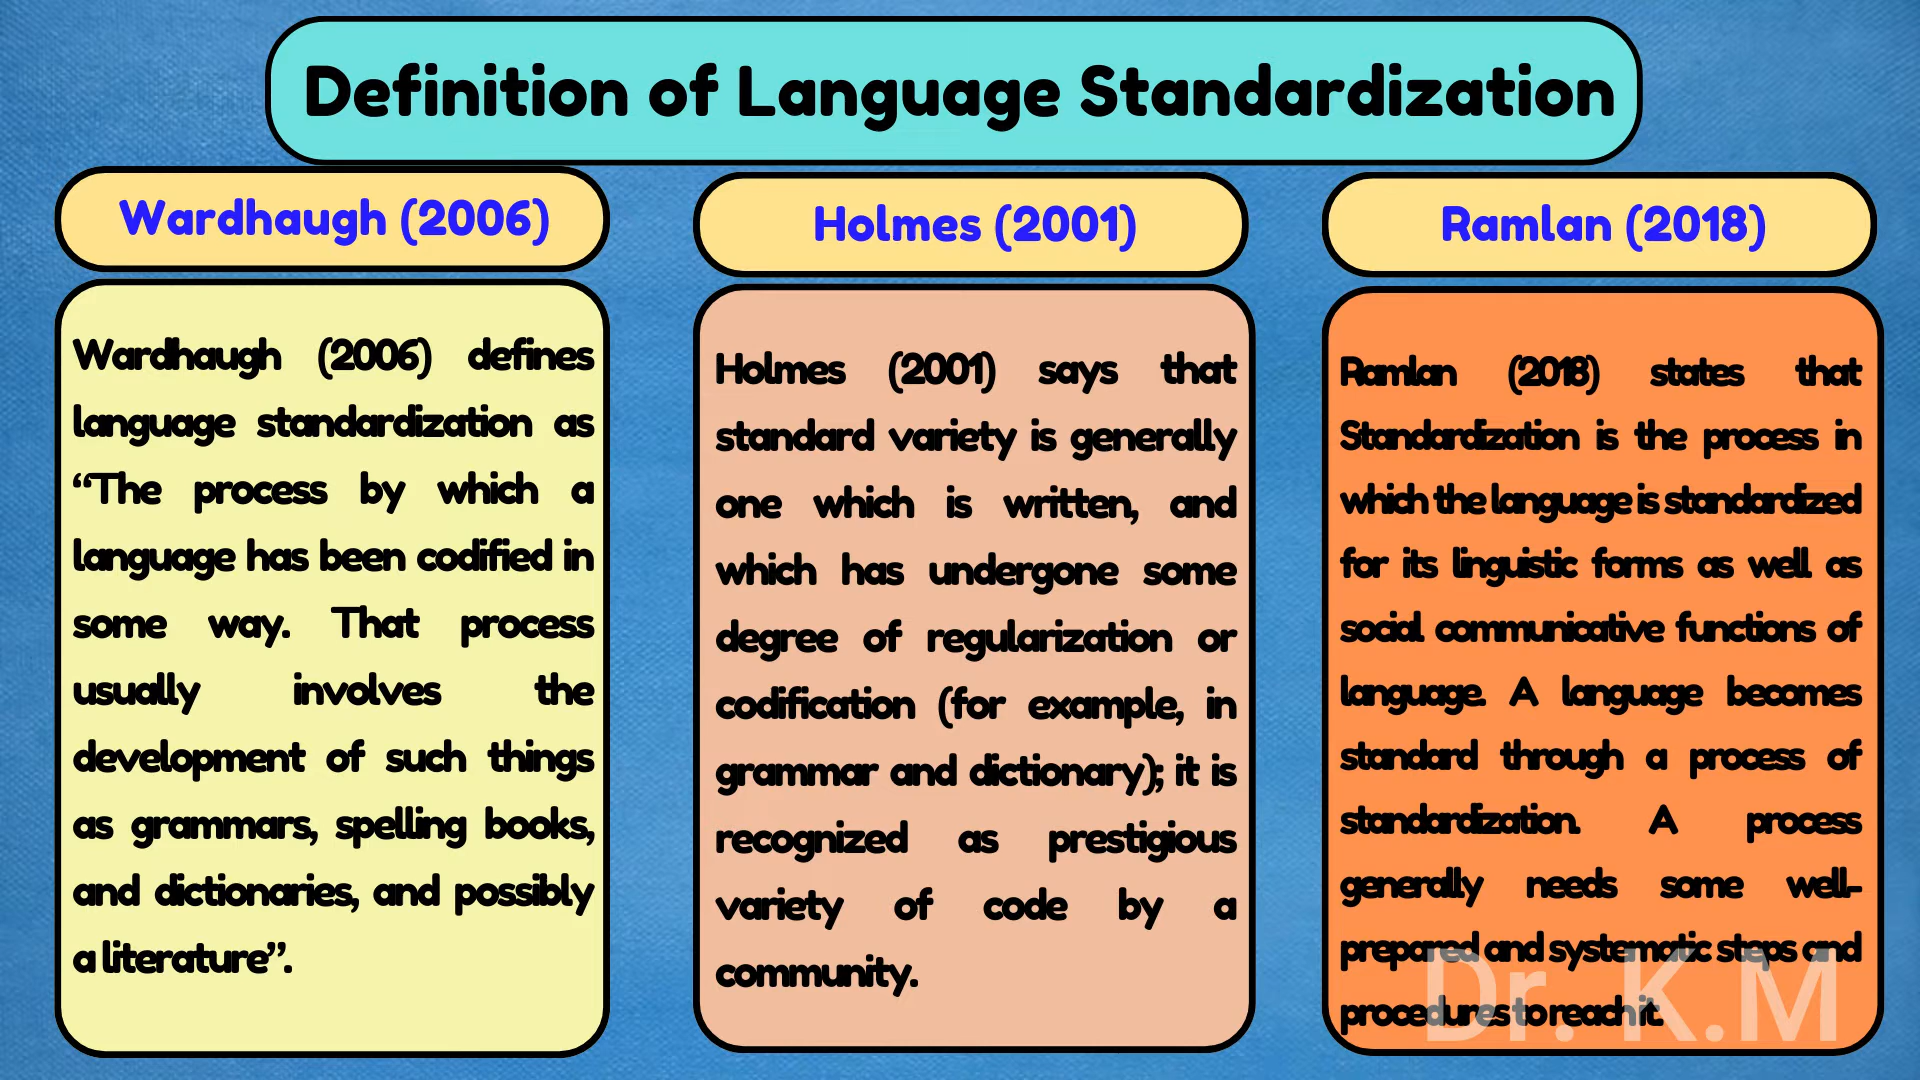 Definition of Language Standardization
Wardhaugh (2006)
Wardhaugh (2006) defines
language standardization as
“The process by which a
language has been codified in
some way. That process
usually involves the
development of such things
as grammars, spelling books,
and dictionaries, and possibly
a literature”.
Holmes (2001)
Holmes (2001) says that
standard variety is generally
one which is written, and
which has undergone some
degree of regularization or
codification (for example, in
grammar and dictionary); it is
recognized as prestigious
variety of code by a
community.
Ramlan (2018)
Ramlan (2018) states that
Standardization is the process in
which the language is standardized
for its linguistic forms as well as
social communicative functions of
language. A language becomes
standard through a process of
standardization. A process
generally needs some well-
prepared and systematic steps and
procedures to reach it.
Dr. K.M